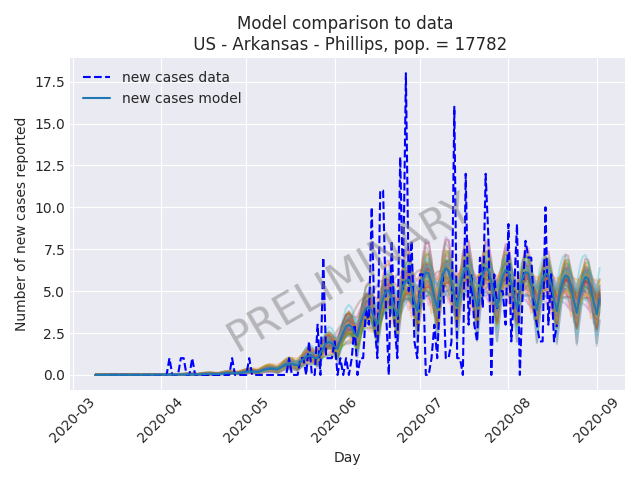 Model comparison to data
US - Arkansas - Phillips, pop. = 17782
new cases data
new cases model
17.5
15.0
12.5
10.0
7.5
5.0
2.5
0.0
Number of new cases reported
PRELIMINARY
2020-03
2020-04
2020-05
2020-06
2020-07
2020-08
2020-09
Day